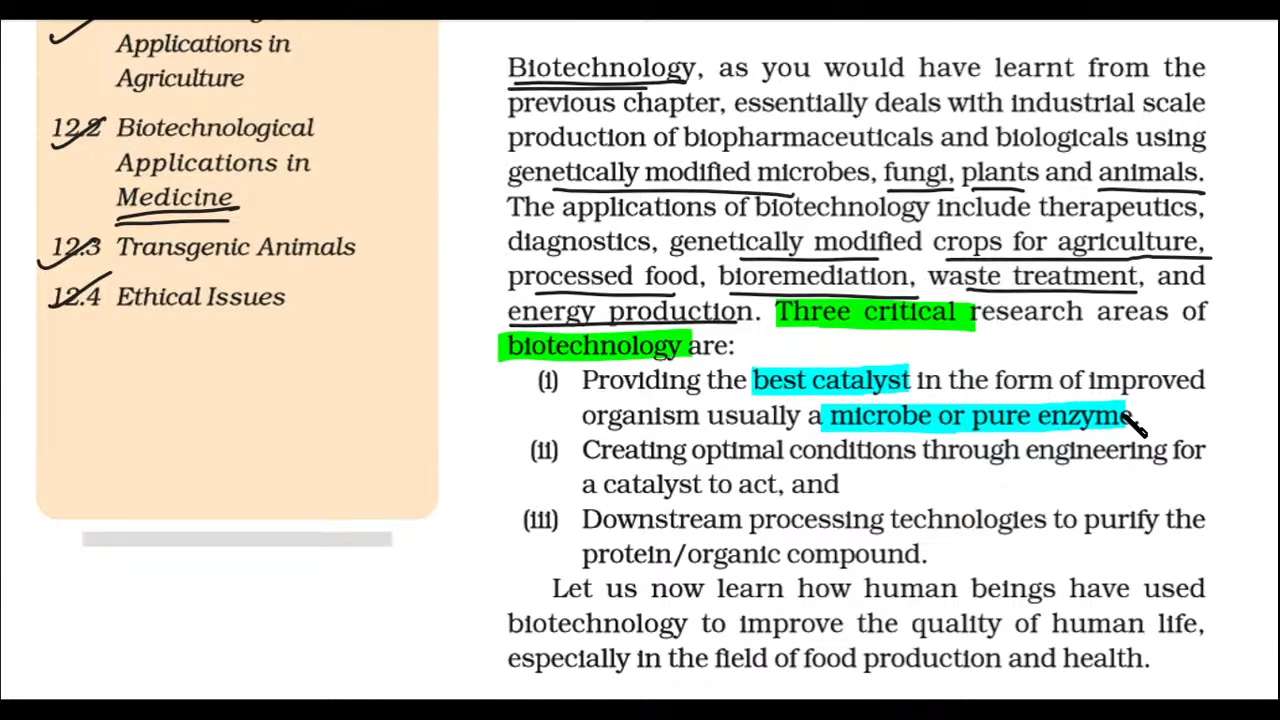 Applications in
Agriculture
12.2 Biotechnological
Applications in
Medicine
12.3 Transgenic Animals
12.4 Ethical Issues
Biotechnology, as you would have learnt from the
previous chapter, essentially deals with industrial scale
production of biopharmaceuticals and biologicals using
genetically modified microbes, fungi, plants and animals.
The applications of biotechnology include therapeutics,
diagnostics, genetically modified crops for agriculture,
processed food, bioremediation, waste treatment, and
energy production. Three critical research areas of
biotechnology are:
(i) Providing the best catalyst in the form of improved
organism usually a microbe or pure enzyme.
(ii) Creating optimal conditions through engineering for
a catalyst to act, and
(iii) Downstream processing technologies to purify the
protein/organic compound.
Let us now learn how human beings have used
biotechnology to improve the quality of human life,
especially in the field of food production and health.